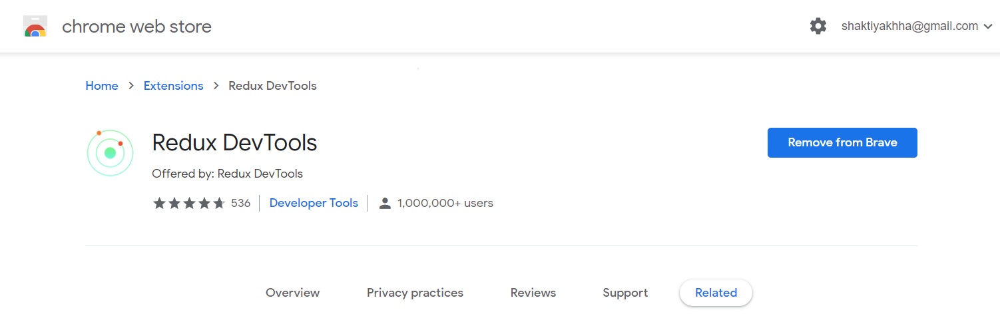 chrome web store
shaktiyakhha@gmail.com
Home > Extensions > Redux DevTools
Redux DevTools
Remove from Brave
Offered by: Redux DevTools
536 Developer Tools 1,000,000+ users
Overview Privacy practices Reviews Support Related